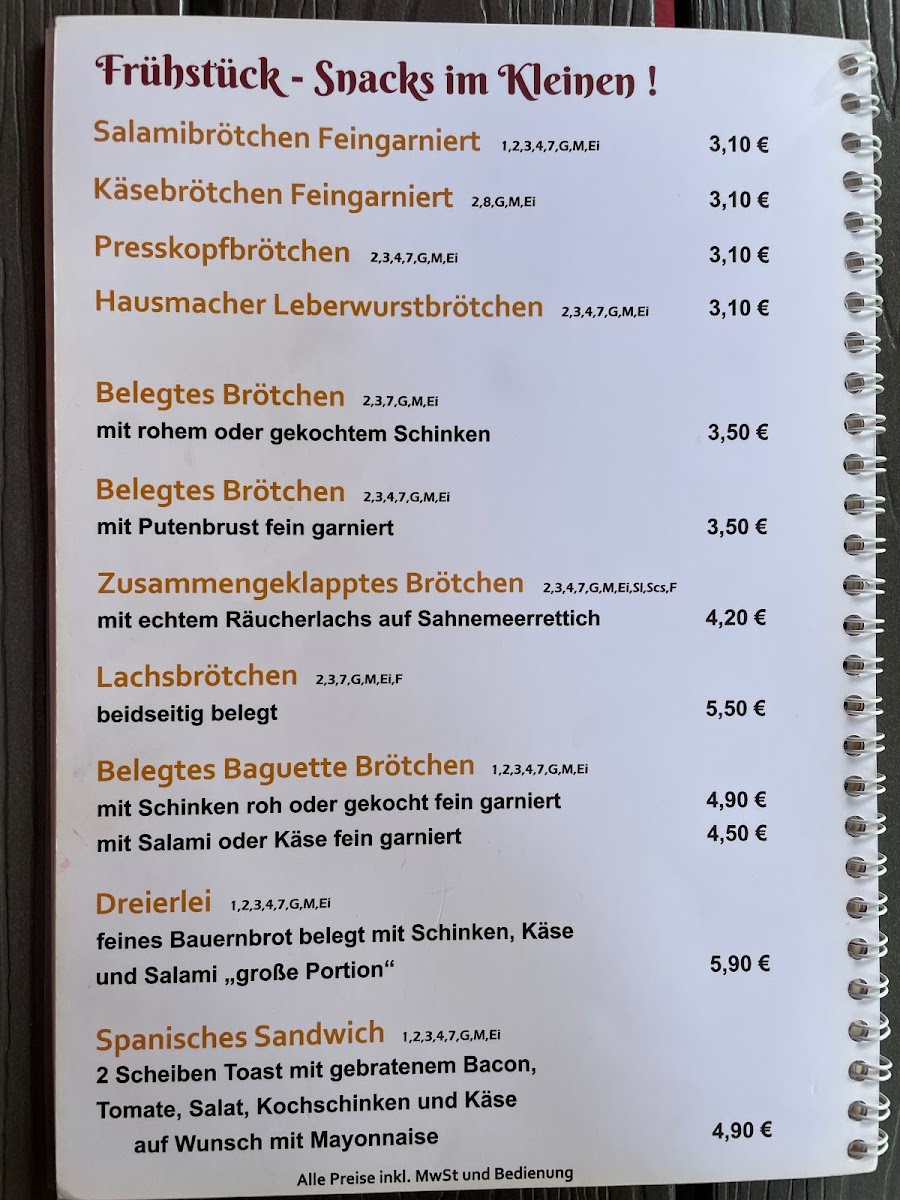 Frühstück - Snacks im Kleinen !
Salamibrötchen Feingarniert 1,2,3,4,7,G,M,Ei 3,10 €
Käsebrötchen Feingarniert 2,8,G,M,Ei 3,10 €
Presskopfbrötchen 2,3,4,7,G,M,Ei 3,10 €
Hausmacher Leberwurstbrötchen 2,3,4,7,G,M,Ei 3,10 €
Belegtes Brötchen 2,3,7,G,M,Ei
mit rohem oder gekochtem Schinken 3,50 €
Belegtes Brötchen 2,3,4,7,G,M,Ei
mit Putenbrust fein garniert 3,50 €
Zusammengeklapptes Brötchen 2,3,4,7,G,M,Ei,Sl,Scs,F
mit echtem Räucherlachs auf Sahnemeerrettich 4,20 €
Lachsbrötchen 2,3,7,G,M,Ei,F
beidseitig belegt 5,50 €
Belegtes Baguette Brötchen 1,2,3,4,7,G,M,Ei
mit Schinken roh oder gekocht fein garniert 4,90 €
mit Salami oder Käse fein garniert 4,50 €
Dreierlei 1,2,3,4,7,G,M,Ei
feines Bauernbrot belegt mit Schinken, Käse
und Salami „große Portion“ 5,90 €
Spanisches Sandwich 1,2,3,4,7,G,M,Ei
2 Scheiben Toast mit gebratenem Bacon,
Tomate, Salat, Kochschinken und Käse
auf Wunsch mit Mayonnaise 4,90 €
Alle Preise inkl. MwSt und Bedienung